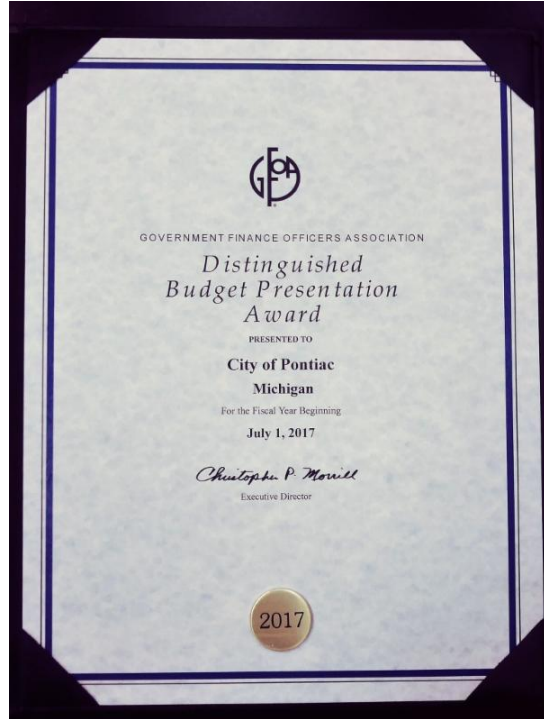 GFOA
GOVERNMENT FINANCE OFFICERS ASSOCIATION
Distinguished
Budget Presentation
Award
PRESENTED TO
City of Pontiac
Michigan
For the Fiscal Year Beginning
July 1, 2017
Christopher P. Morrill
Executive Director
2017